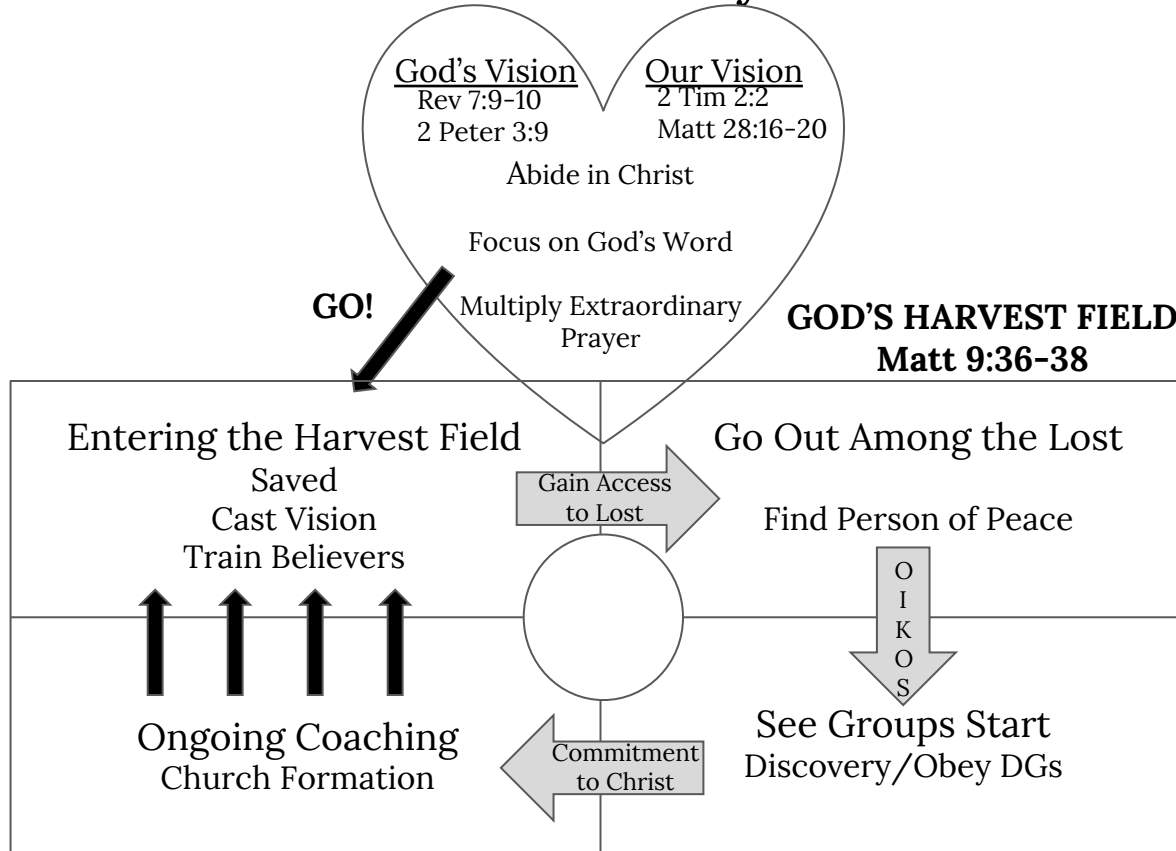 God's Vision
Rev 7:9-10
2 Peter 3:9
Our Vision
2 Tim 2:2
Matt 28:16-20
Abide in Christ
Focus on God's Word
Multiply Extraordinary
Prayer
GO!
GOD'S HARVEST FIELD
Matt 9:36-38
Entering the Harvest Field
Saved
Cast Vision
Train Believers
Gain Access
to Lost
Go Out Among the Lost
Find Person of Peace
O
I
K
O
S
See Groups Start
Discovery/Obey DGs
Commitment
to Christ
Ongoing Coaching
Church Formation